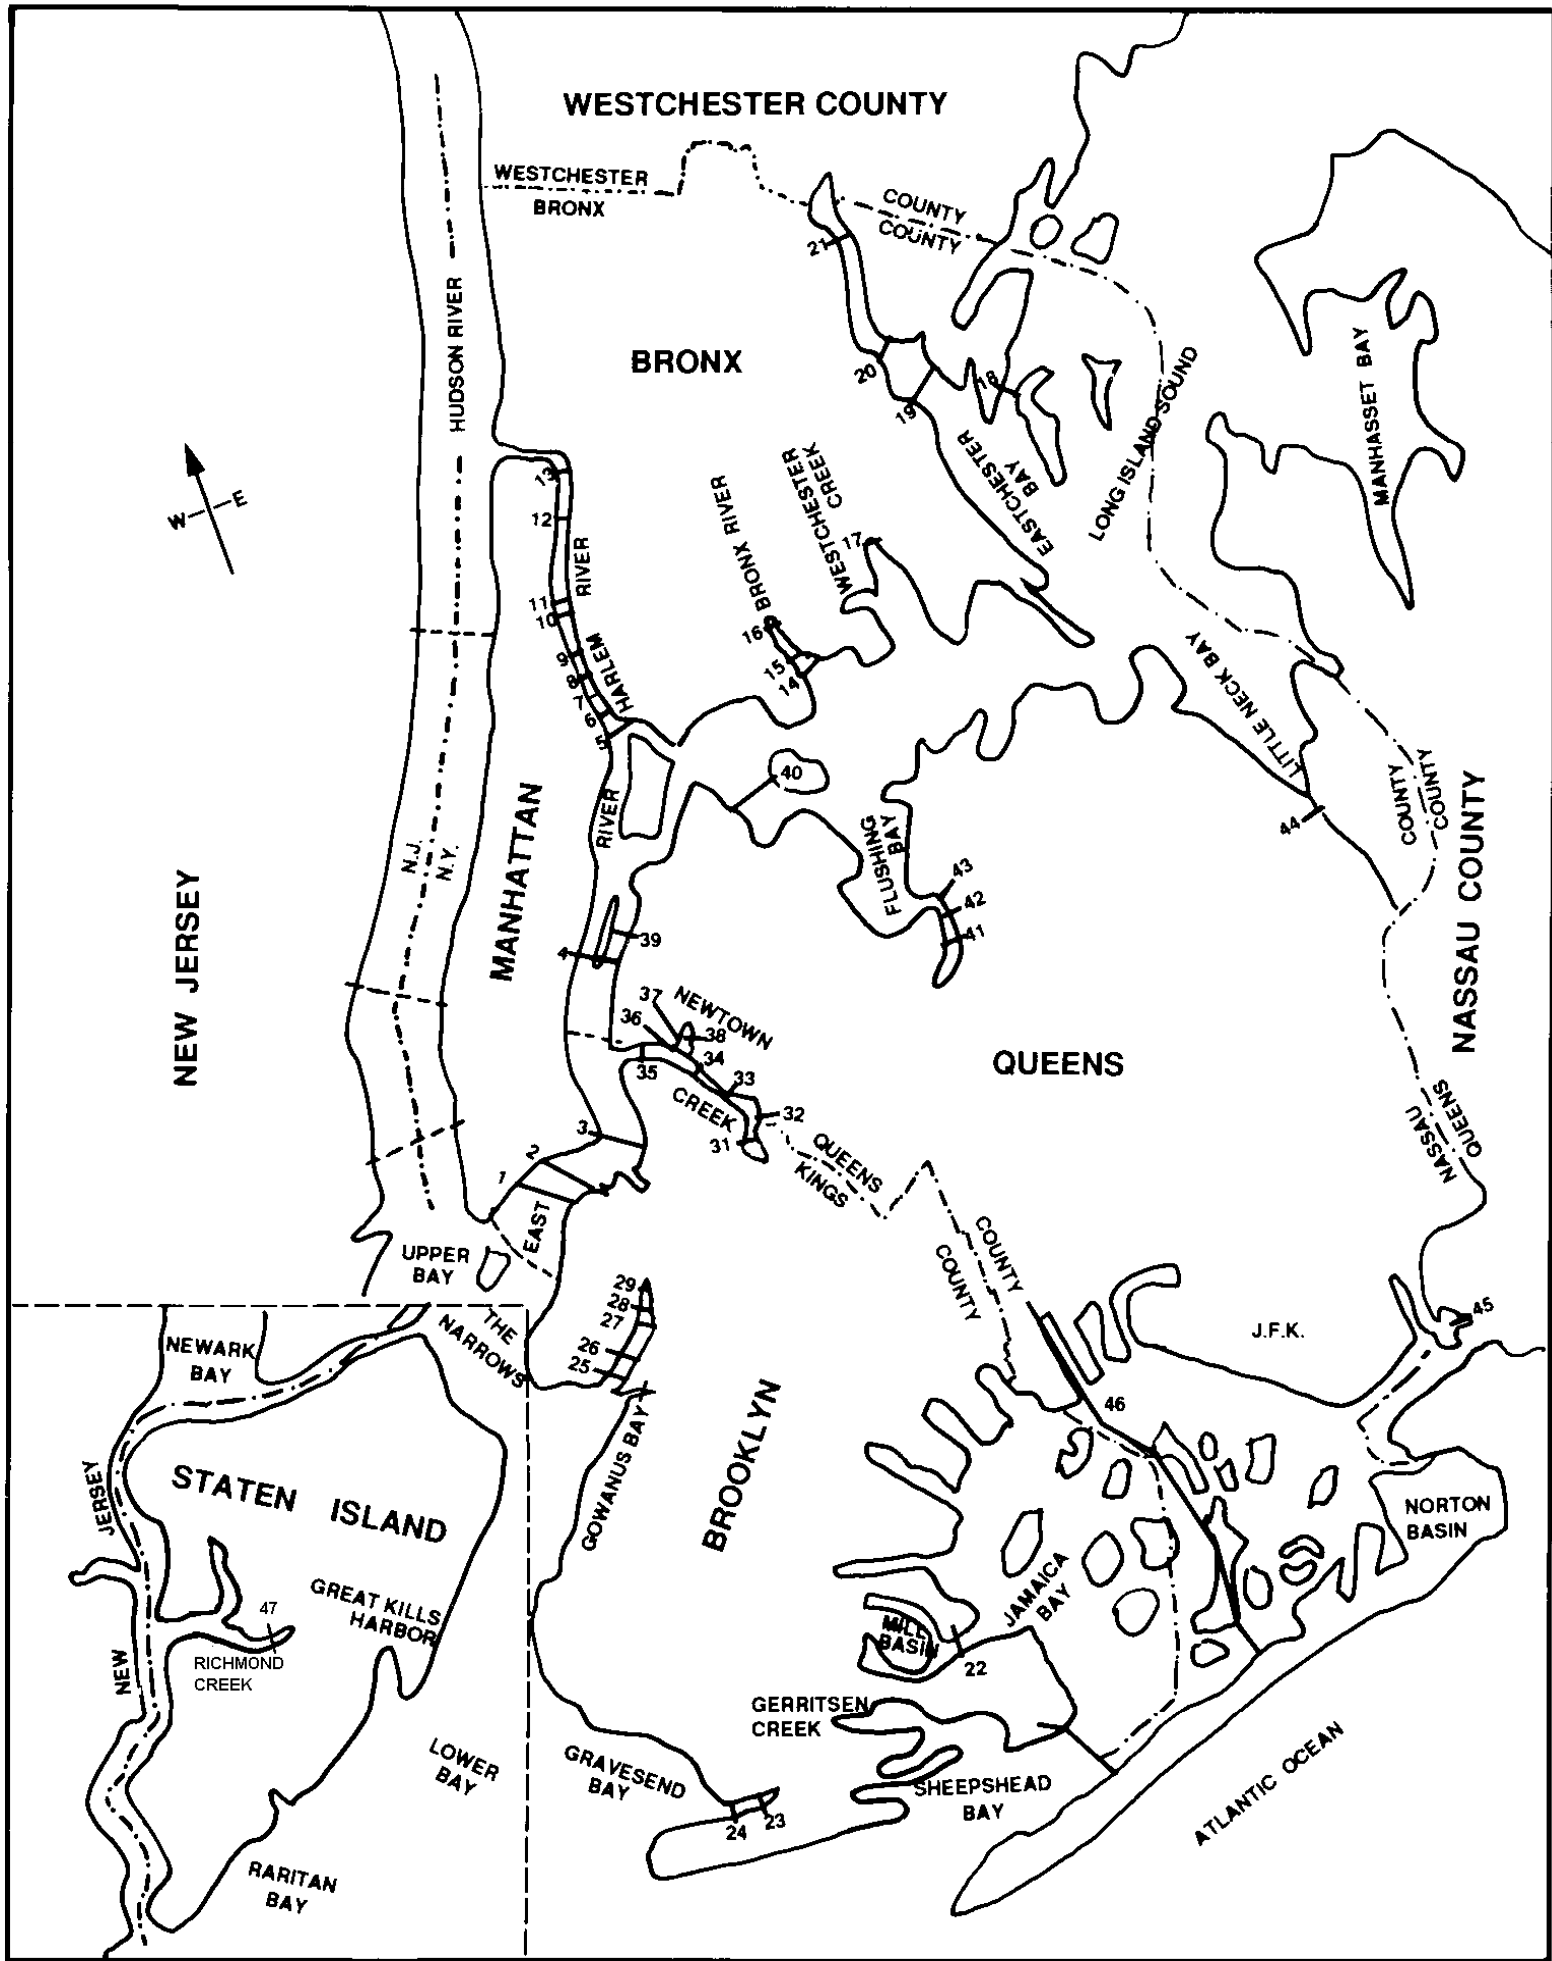 WESTCHESTER COUNTY
WESTCHESTER
BRONX
COUNTY
COUNTY
21
HUDSON RIVER
BRONX
20
19
18
EASTCHESTER
BAY
LONG ISLAND SOUND
MANHASSET BAY
W
E
13
12
11
10
9
8
7
6
5
HARLEM
RIVER
BRONX RIVER
WESTCHESTER
CREEK
17
16
15
14
LITTLE NECK BAY
40
RIVER
MANHATTAN
N.J.
N.Y.
NEW JERSEY
FLUSHING
BAY
43
42
41
44
COUNTY
COUNTY
NASSAU COUNTY
4
39
37
36
NEWTOWN
38
34
35
33
CREEK
32
31
QUEENS
QUEENS
KINGS
NASSAU
QUEENS
3
2
1
EAST
UPPER
BAY
COUNTY
COUNTY
29
28
27
26
25
THE
NARROWS
45
J.F.K.
46
NEWARK
BAY
GOWANUS BAY
BROOKLYN
STATEN ISLAND
NEW
JERSEY
GREAT KILLS
HARBOR
47
RICHMOND
CREEK
NORTON
BASIN
JAMAICA
BAY
MILL
BASIN
22
GERRITSEN
CREEK
LOWER
BAY
GRAVESEND
BAY
24
23
SHEEPSHEAD
BAY
ATLANTIC OCEAN
RARITAN
BAY